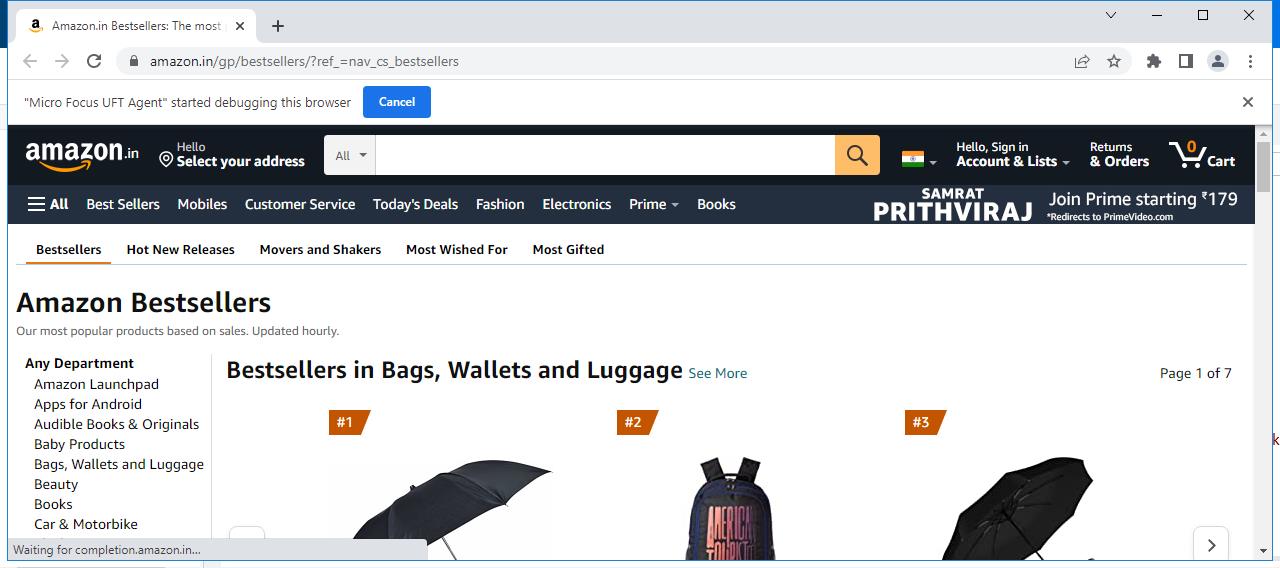 Amazon.in Bestsellers: The most
amazon.in/gp/bestsellers/?ref_=nav_cs_bestsellers
"Micro Focus UFT Agent" started debugging this browser Cancel
amazon.in
Hello
Select your address
All
Hello, Sign in
Account & Lists
Returns
& Orders
0
Cart
All Best Sellers Mobiles Customer Service Today's Deals Fashion Electronics Prime Books
SAMRAT
PRITHVIRAJ
Join Prime starting ₹179
*Redirects to PrimeVideo.com
Bestsellers Hot New Releases Movers and Shakers Most Wished For Most Gifted
Amazon Bestsellers
Our most popular products based on sales. Updated hourly.
Any Department
Amazon Launchpad
Apps for Android
Audible Books & Originals
Baby Products
Bags, Wallets and Luggage
Beauty
Books
Car & Motorbike
Bestsellers in Bags, Wallets and Luggage See More
Page 1 of 7
#1 #2 #3
AMERICAN
TOURISTER
Waiting for completion.amazon.in...
k